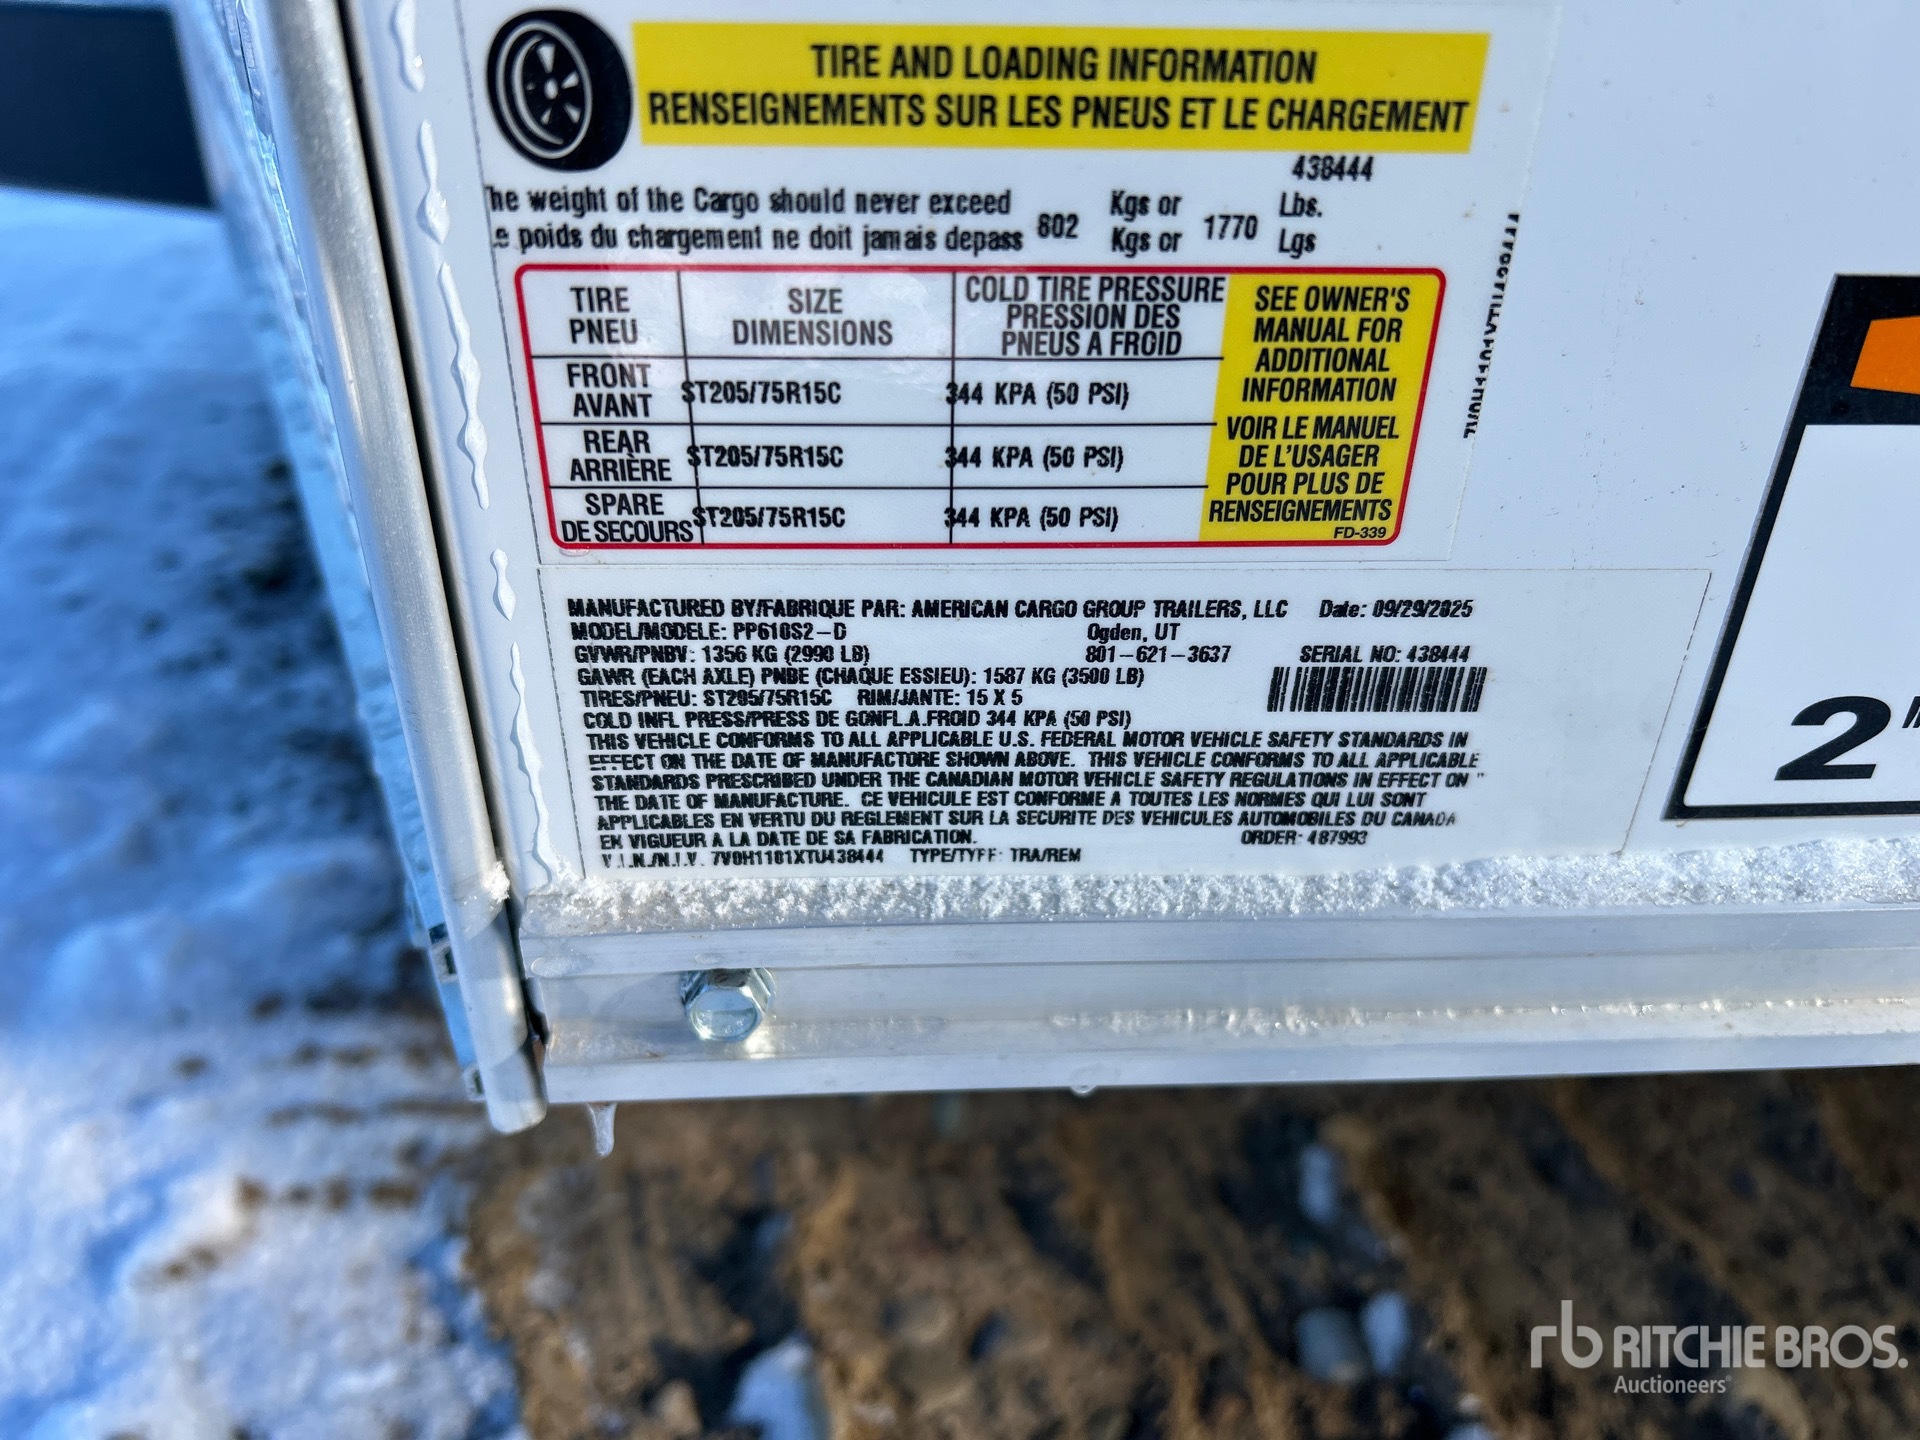 TIRE AND LOADING INFORMATION
RENSEIGNEMENTS SUR LES PNEUS ET LE CHARGEMENT
438444
he weight of the Cargo should never exceed 802 Kgs or 1770 Lbs.
Le poids du chargement ne doit jamais depass Kgs or Lgs
TIRE PNEU
SIZE DIMENSIONS
COLD TIRE PRESSURE
PRESSION DES
PNEUS A FROID
FRONT AVANT ST205/75R15C 344 KPA (50 PSI)
REAR ARRIÈRE ST205/75R15C 344 KPA (50 PSI)
SPARE DE SECOURS ST205/75R15C 344 KPA (50 PSI)
SEE OWNER'S
MANUAL FOR
ADDITIONAL
INFORMATION
VOIR LE MANUEL
DE L'USAGER
POUR PLUS DE
RENSEIGNEMENTS
FD-339
MANUFACTURED BY/FABRIQUE PAR: AMERICAN CARGO GROUP TRAILERS, LLC Date: 09/29/2025
MODEL/MODELE: PP610S2-D Ogden, UT
GVWR/PNBV: 1356 KG (2990 LB) 801-621-3637 SERIAL NO: 438444
GAWR (EACH AXLE) PNBE (CHAQUE ESSIEU): 1587 KG (3500 LB)
TIRES/PNEU: ST205/75R15C RIM/JANTE: 15 X 5
COLD INFL PRESS/PRESS DE GONFL.A.FROID 344 KPA (50 PSI)
THIS VEHICLE CONFORMS TO ALL APPLICABLE U.S. FEDERAL MOTOR VEHICLE SAFETY STANDARDS IN
EFFECT ON THE DATE OF MANUFACTORE SHOWN ABOVE. THIS VEHICLE CONFORMS TO ALL APPLICABLE
STANDARDS PRESCRIBED UNDER THE CANADIAN MOTOR VEHICLE SAFETY REGULATIONS IN EFFECT ON "
THE DATE OF MANUFACTURE. CE VEHICULE EST CONFORME A TOUTES LES NORMES QUI LUI SONT
APPLICABLES EN VERTU DU REGLEMENT SUR LA SECURITE DES VEHICULES AUTOMOBILES DU CANADA
EN VIGUEUR A LA DATE DE SA FABRICATION. ORDER: 487993
V.I.N./N.I.V. 7V0H1101XTU438444 TYPE/TYPE: TRA/REM
2"
rb RITCHIE BROS.
Auctioneers